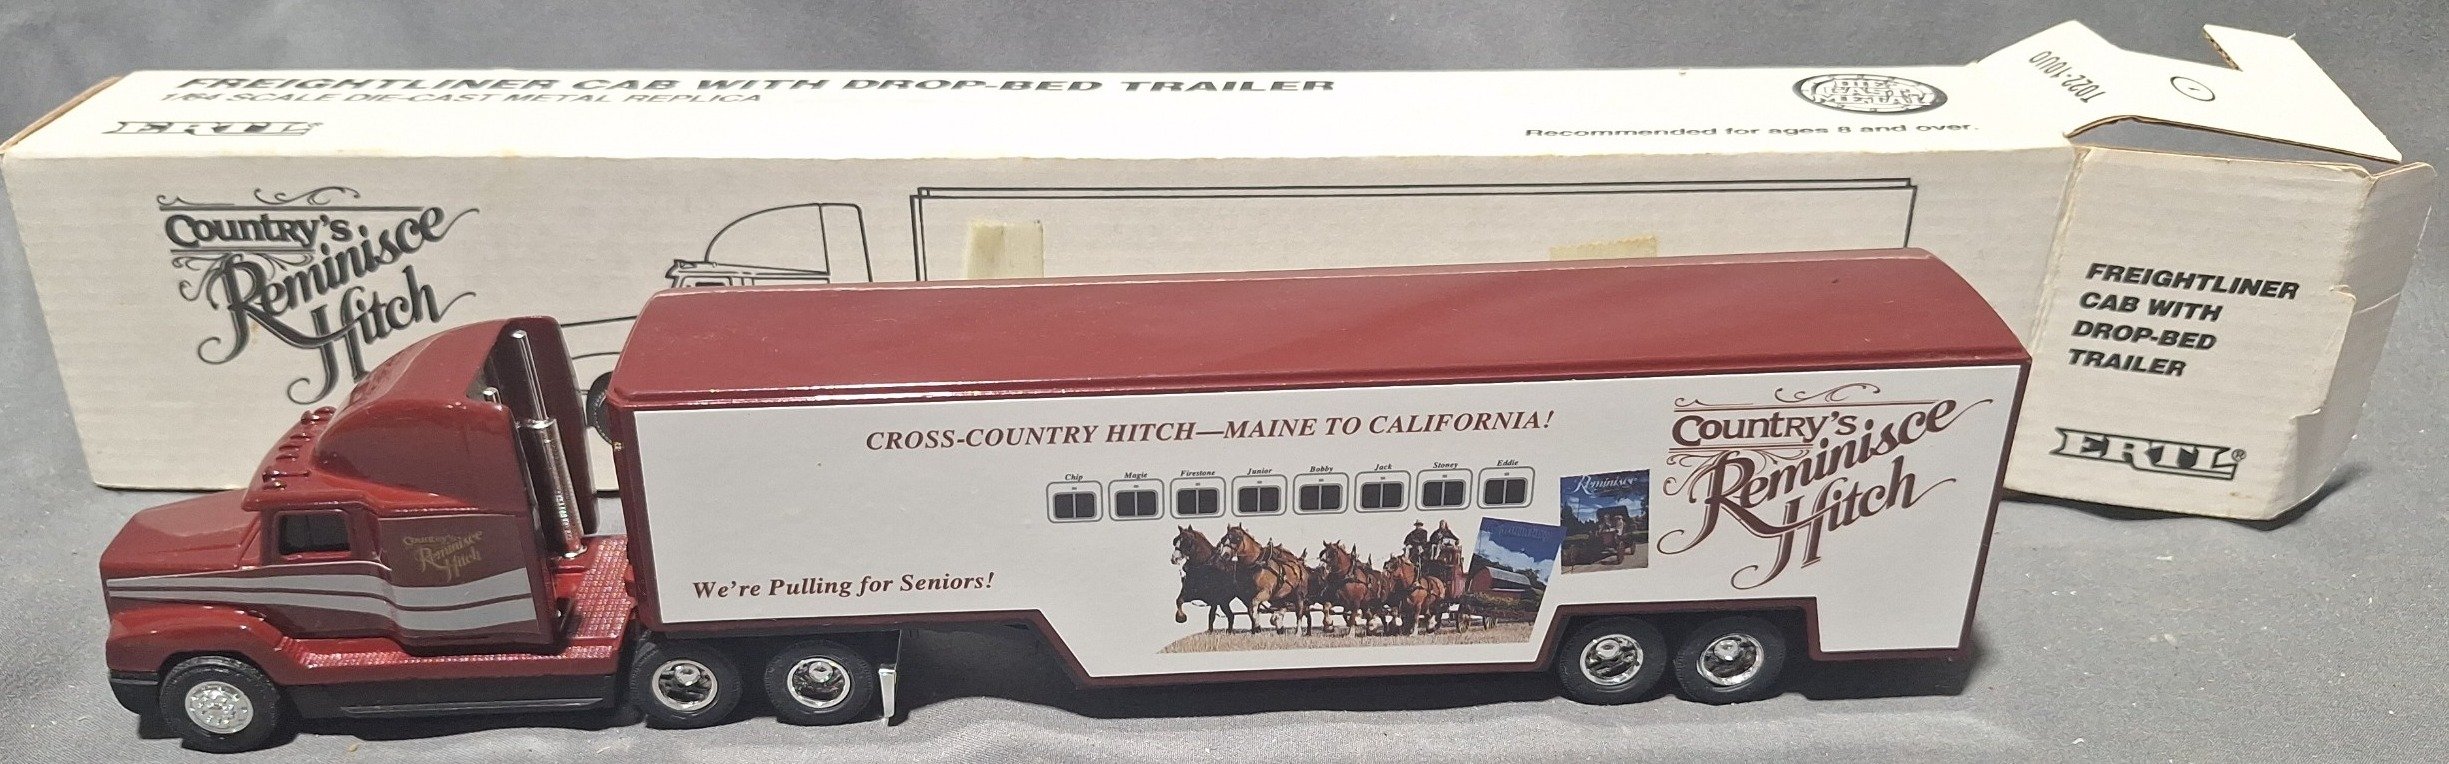 FREIGHTLINER CAB WITH DROP-BED TRAILER
1/64 SCALE DIE-CAST METAL REPLICA
ERTL®
DIE
CAST
METAL
Recommended for ages 8 and over.
T022-10U0
Country's
Reminisce
Hitch
FREIGHTLINER
CAB WITH
DROP-BED
TRAILER
ERTL®
CROSS-COUNTRY HITCH—MAINE TO CALIFORNIA!
Chip Magie Firestone Junior Bobby Jack Stoney Eddie
Reminisce
Country's
Reminisce
Hitch
We're Pulling for Seniors!
Country's
Reminisce
Hitch